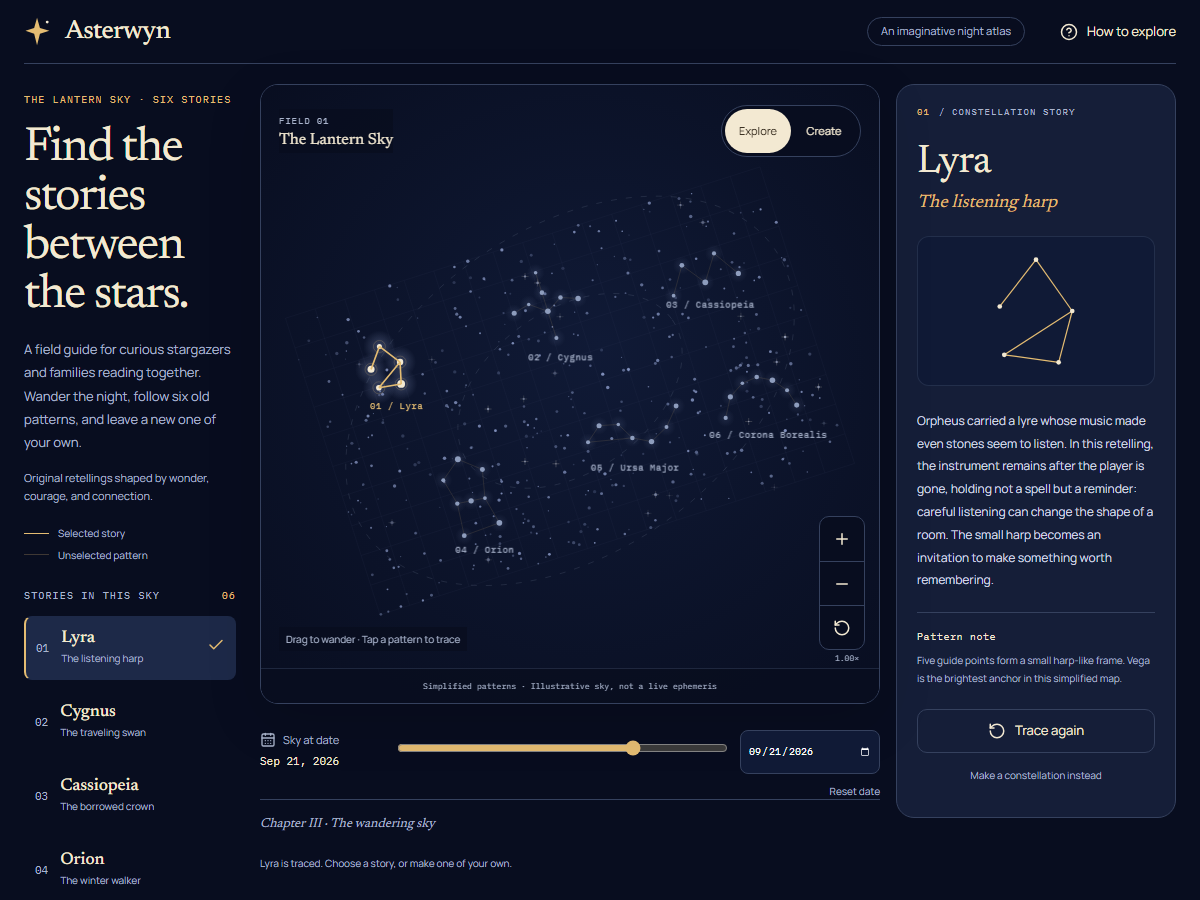 Asterwyn
An imaginative night atlas
How to explore
THE LANTERN SKY · SIX STORIES
Find the
stories
between
the stars.
A field guide for curious stargazers
and families reading together.
Wander the night, follow six old
patterns, and leave a new one of
your own.
Original retellings shaped by wonder,
courage, and connection.
Selected story
Unselected pattern
STORIES IN THIS SKY 06
01 Lyra
The listening harp
02 Cygnus
The traveling swan
03 Cassiopeia
The borrowed crown
04 Orion
The winter walker
FIELD 01
The Lantern Sky
Explore Create
03 / Cassiopeia
02 / Cygnus
01 / Lyra
06 / Corona Borealis
05 / Ursa Major
04 / Orion
Drag to wander · Tap a pattern to trace
1.00×
Simplified patterns · Illustrative sky, not a live ephemeris
Sky at date
Sep 21, 2026
09/21/2026
Reset date
Chapter III · The wandering sky
Lyra is traced. Choose a story, or make one of your own.
01 / CONSTELLATION STORY
Lyra
The listening harp
Orpheus carried a lyre whose music made
even stones seem to listen. In this retelling,
the instrument remains after the player is
gone, holding not a spell but a reminder:
careful listening can change the shape of a
room. The small harp becomes an
invitation to make something worth
remembering.
Pattern note
Five guide points form a small harp-like frame. Vega
is the brightest anchor in this simplified map.
Trace again
Make a constellation instead